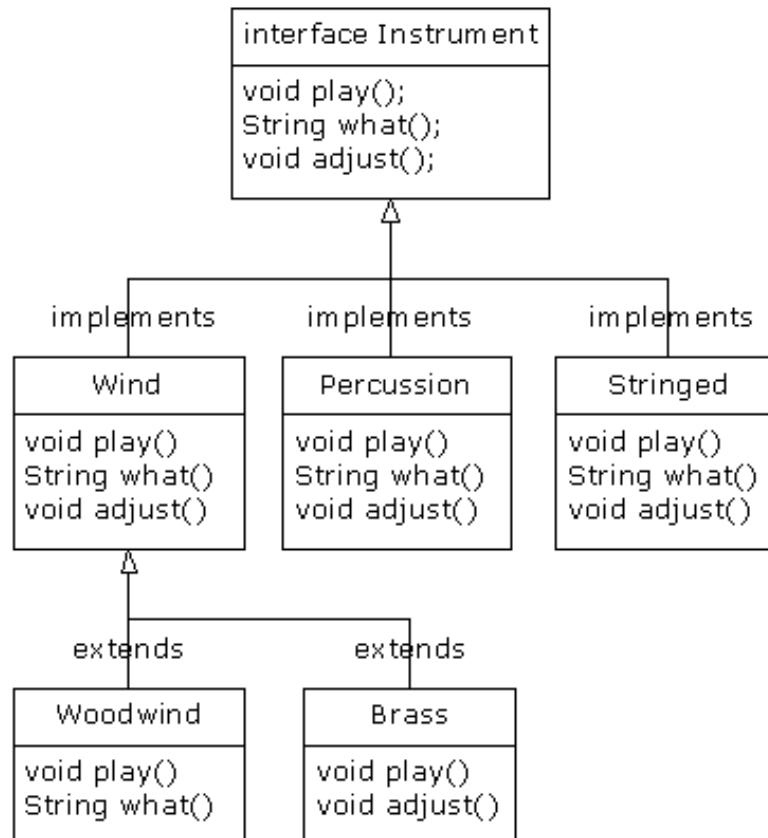 interface Instrument
void play();
String what();
void adjust();
implements
implements
implements
Wind
void play()
String what()
void adjust()
Percussion
void play()
String what()
void adjust()
Stringed
void play()
String what()
void adjust()
extends
extends
Woodwind
void play()
String what()
Brass
void play()
void adjust()